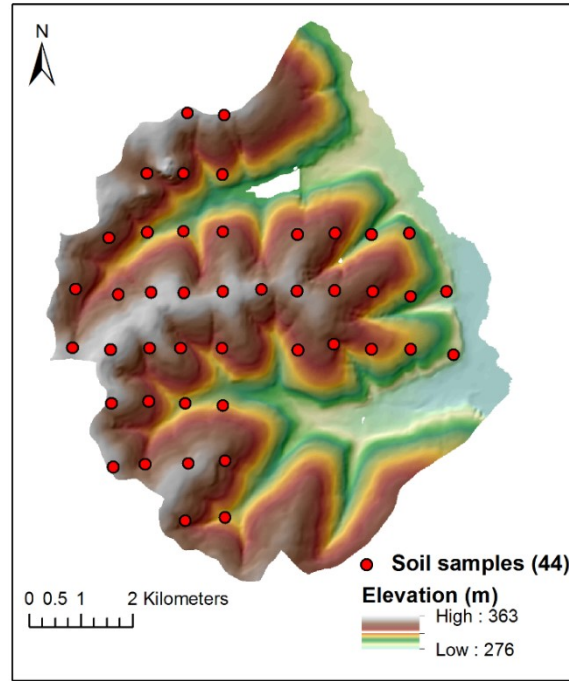 N
Soil samples (44)
Elevation (m)
High : 363
Low : 276
0 0.5 1 2 Kilometers